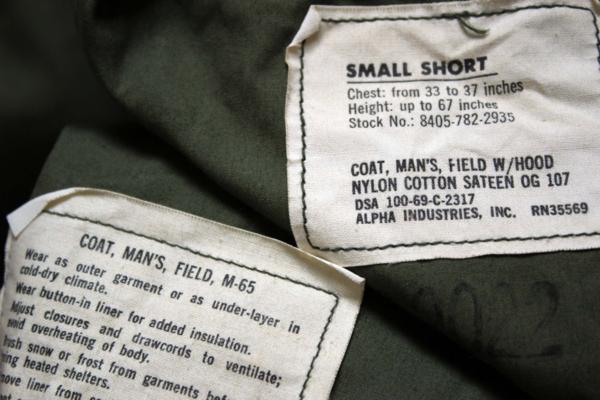 SMALL SHORT
Chest: from 33 to 37 inches
Height: up to 67 inches
Stock No.: 8405-782-2935
COAT, MAN'S, FIELD W/HOOD
NYLON COTTON SATEEN OG 107
DSA 100-69-C-2317
ALPHA INDUSTRIES, INC. RN35569
COAT, MAN'S, FIELD, M-65
Wear as outer garment or as under-layer in
cold-dry climate.
Wear button-in liner for added insulation.
Adjust closures and drawcords to ventilate;
avoid overheating of body.
snow or frost from garments
heated shelters.
liner from